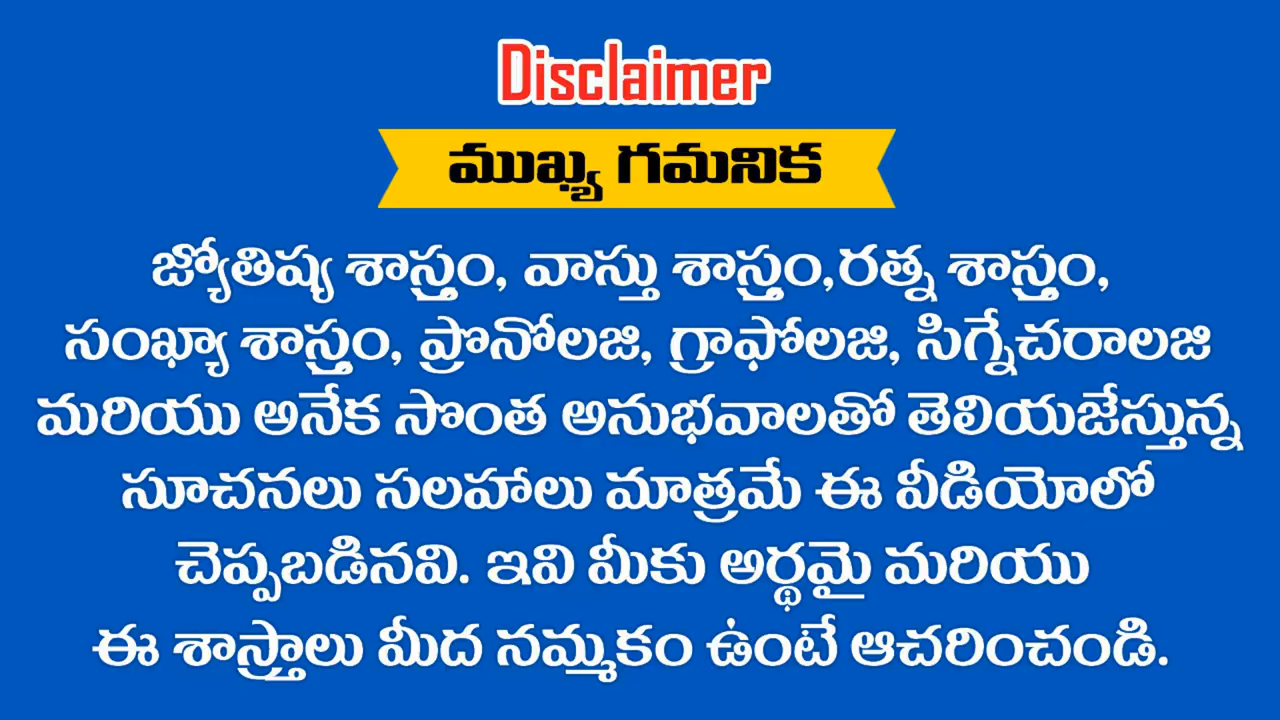 Disclaimer
ముఖ్య గమనిక
జ్యోతిష్య శాస్త్రం, వాస్తు శాస్త్రం,రత్న శాస్త్రం,
సంఖ్యా శాస్త్రం, ప్రొనోలజి, గ్రాఫోలజి, సిగ్నేచరాలజి
మరియు అనేక సొంత అనుభవాలతో తెలియజేస్తున్న
సూచనలు సలహాలు మాత్రమే ఈ వీడియోలో
చెప్పబడినవి. ఇవి మీకు అర్థమై మరియు
ఈ శాస్త్రాలు మీద నమ్మకం ఉంటే ఆచరించండి.